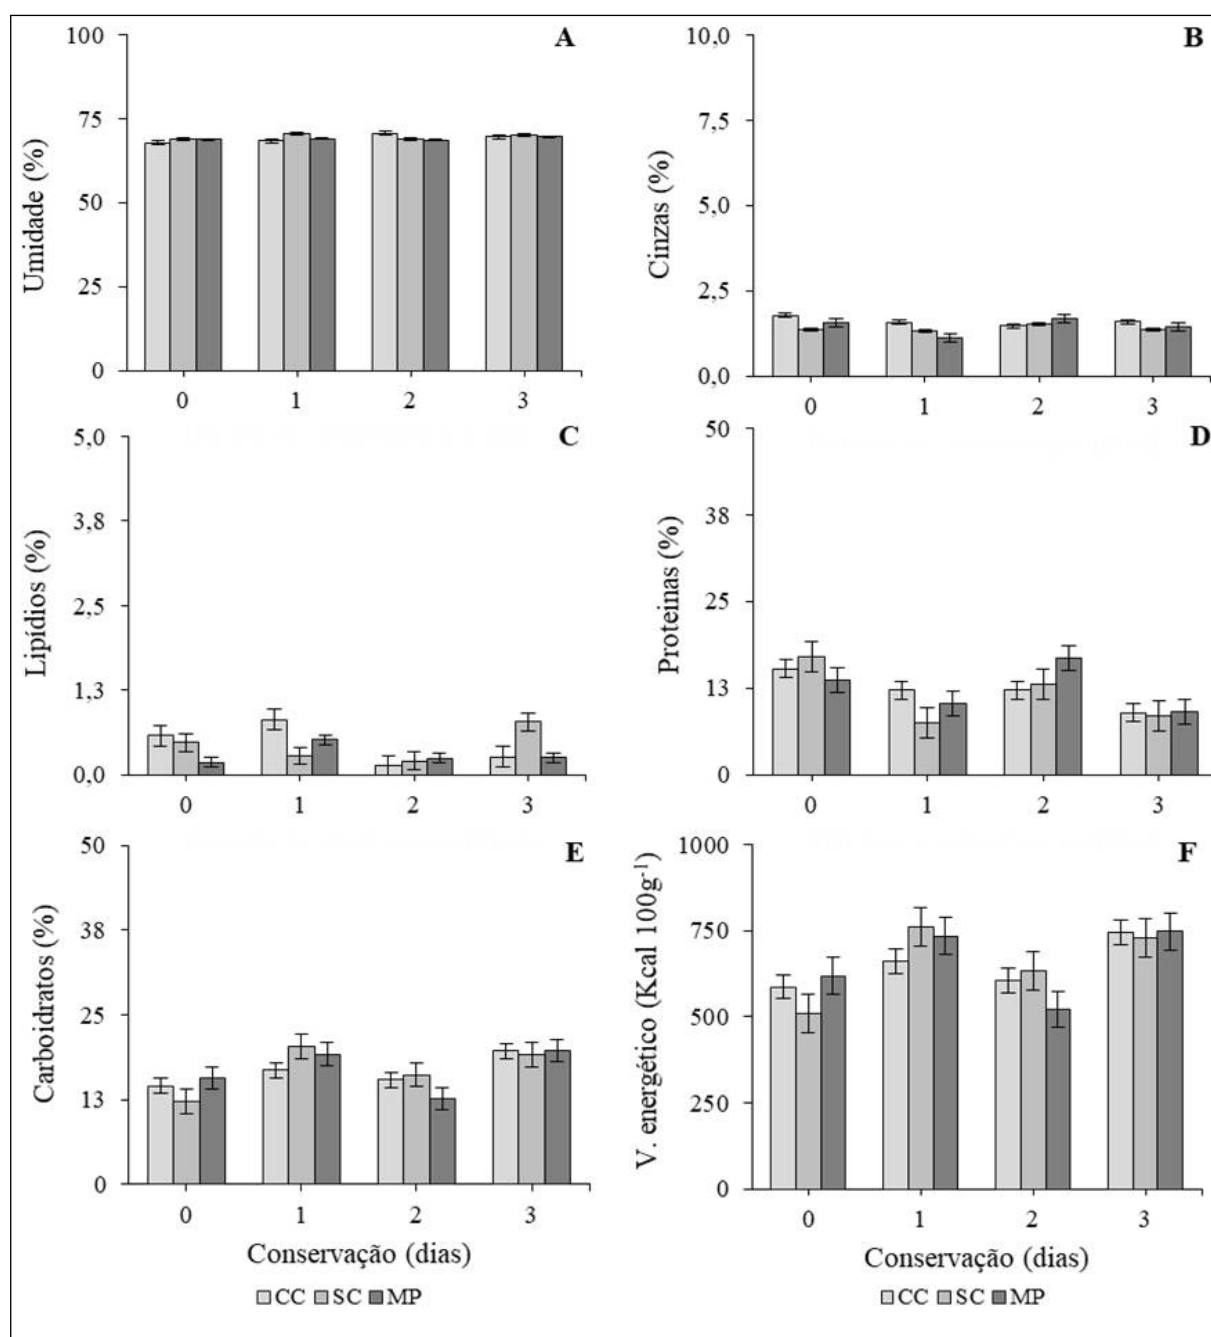 A
100
75
50
25
0
Umidade (%)
0 1 2 3
B
10,0
7,5
5,0
2,5
0,0
Cinzas (%)
0 1 2 3
C
5,0
3,8
2,5
1,3
0,0
Lipídios (%)
0 1 2 3
D
50
38
25
13
0
Proteinas (%)
0 1 2 3
E
50
38
25
13
0
Carboidratos (%)
0 1 2 3
Conservação (dias)
CC SC MP
F
1000
750
500
250
0
V. energético (Kcal 100g⁻¹)
0 1 2 3
Conservação (dias)
CC SC MP